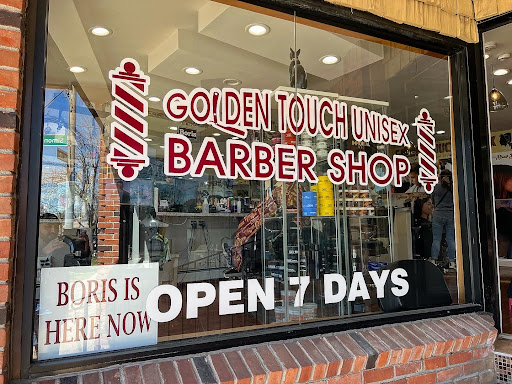 GOLDEN TOUCH UNISEX
BARBER SHOP
BORIS IS
HERE NOW
OPEN 7 DAYS